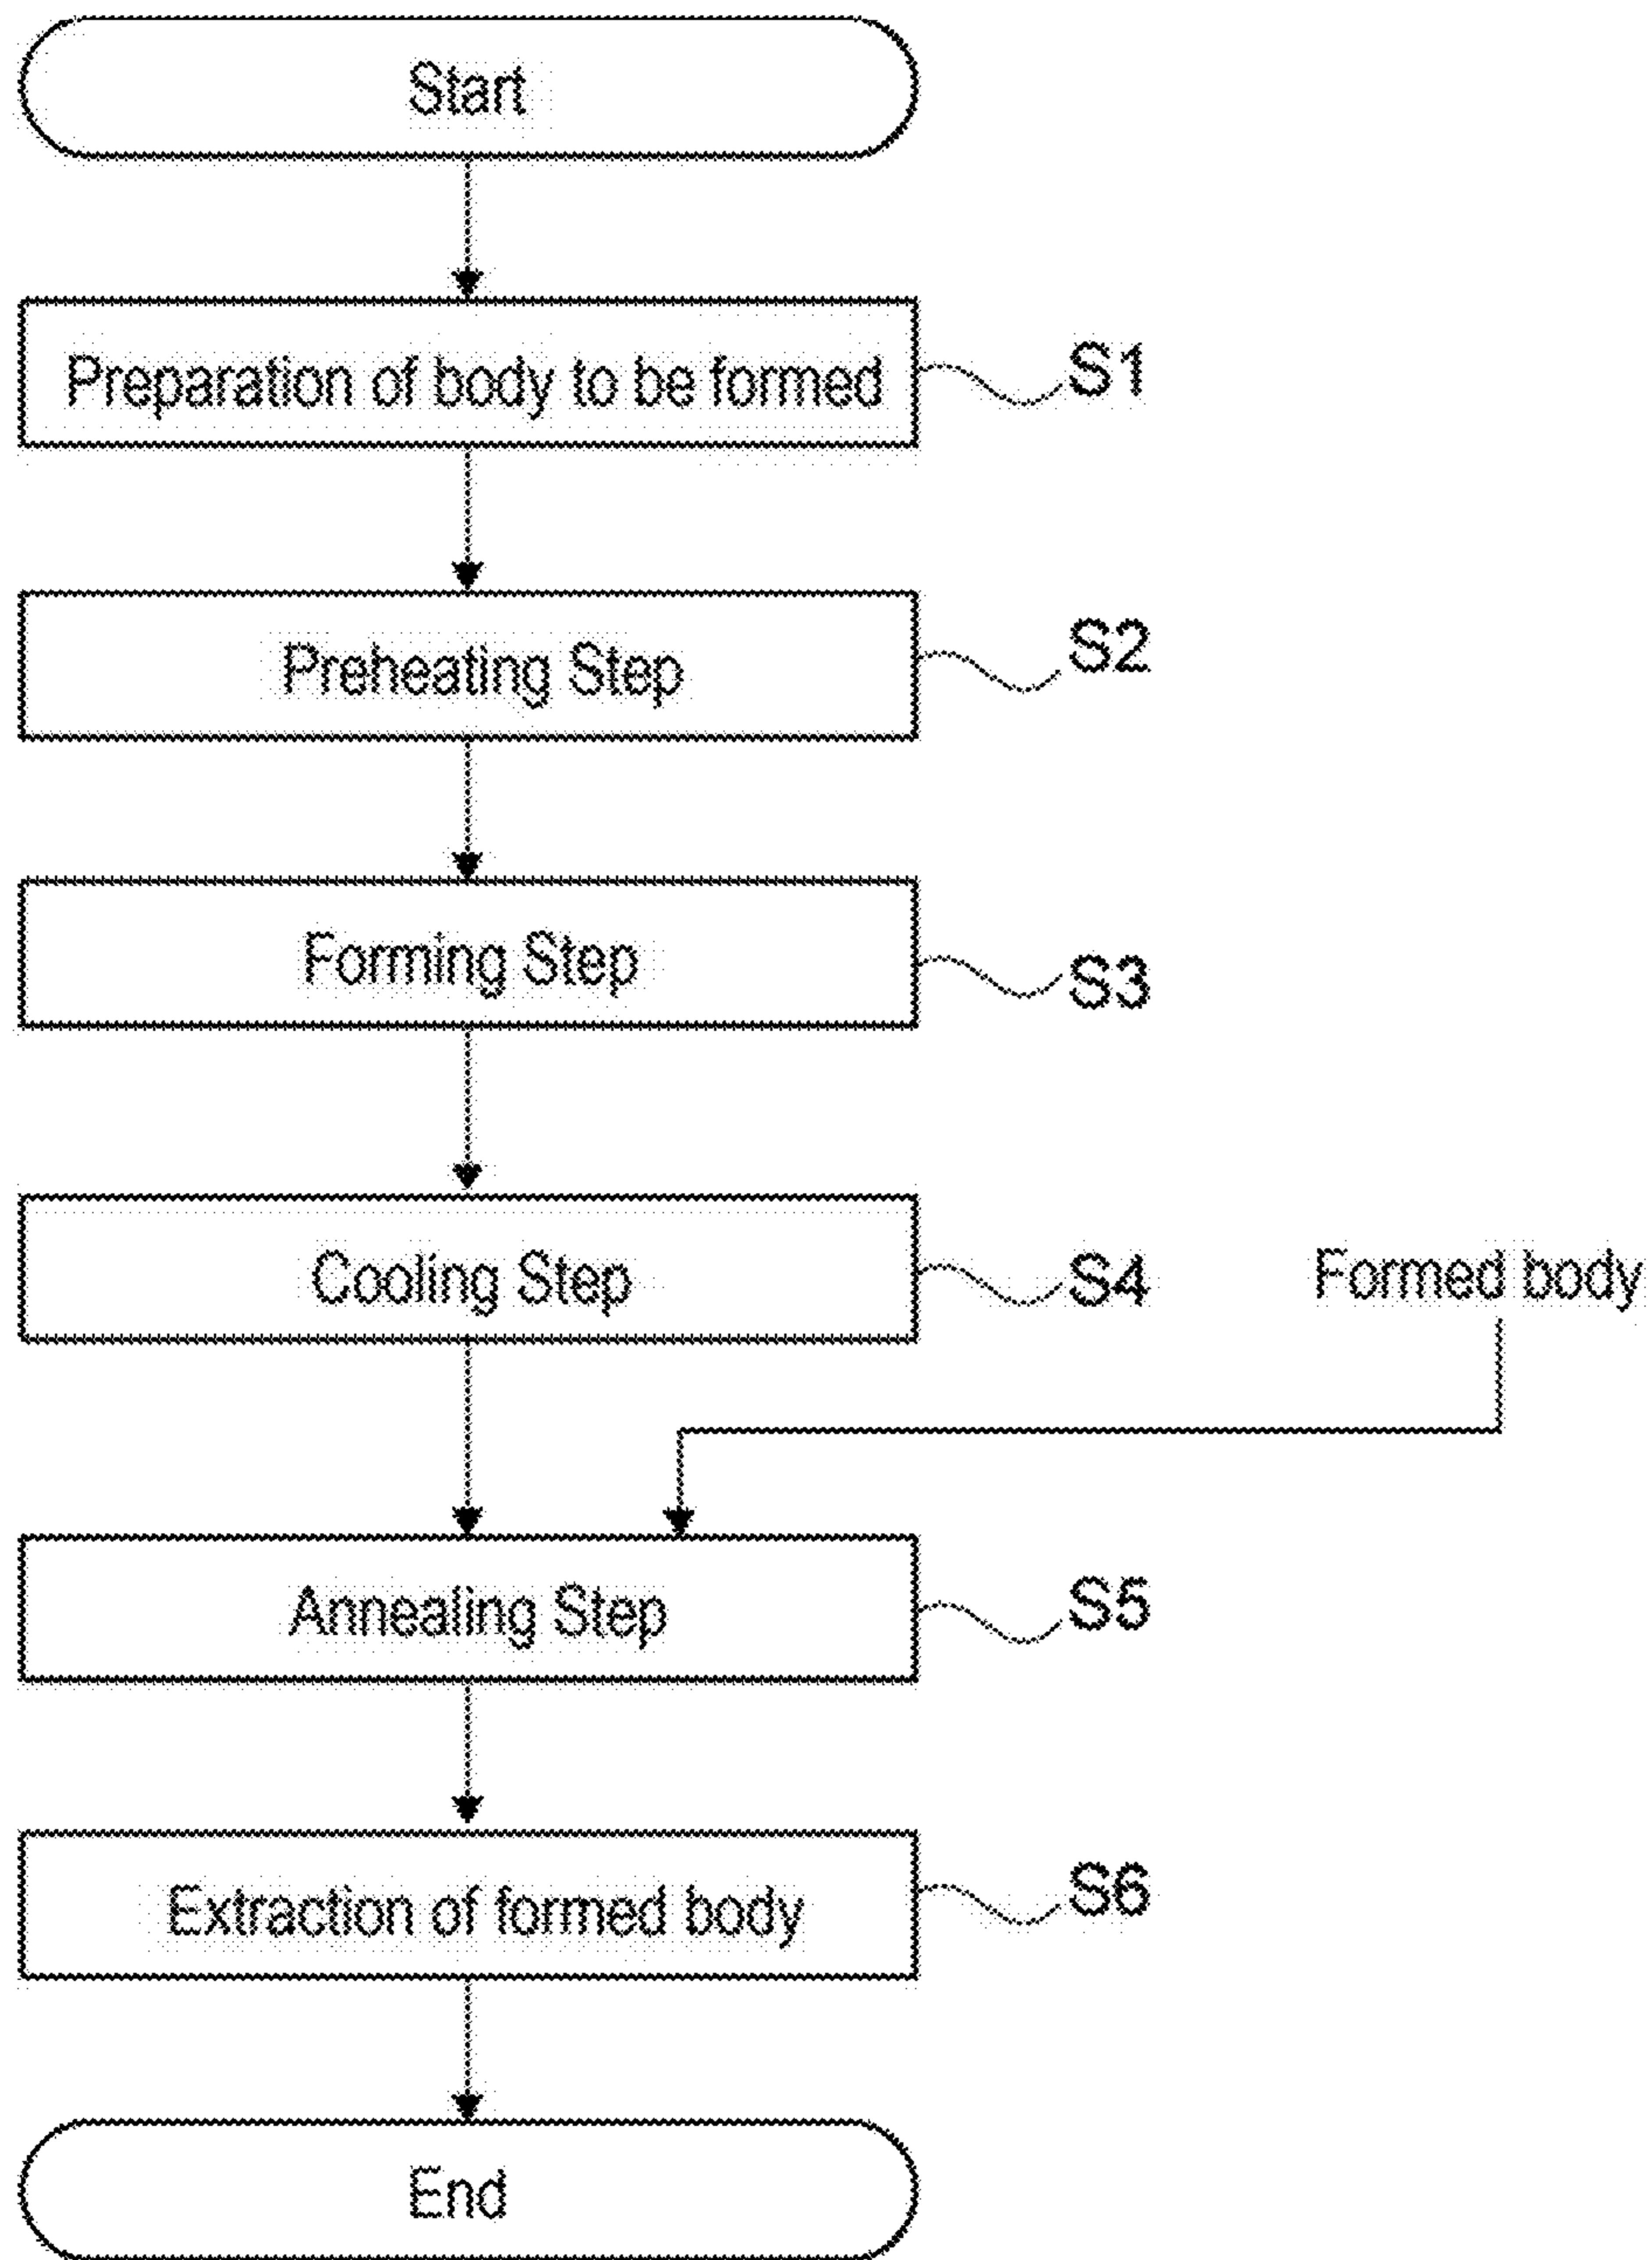 Start
Preparation of body to be formed
S1
Preheating Step
S2
Forming Step
S3
Cooling Step
S4
Formed body
Annealing Step
S5
Extraction of formed body
S6
End